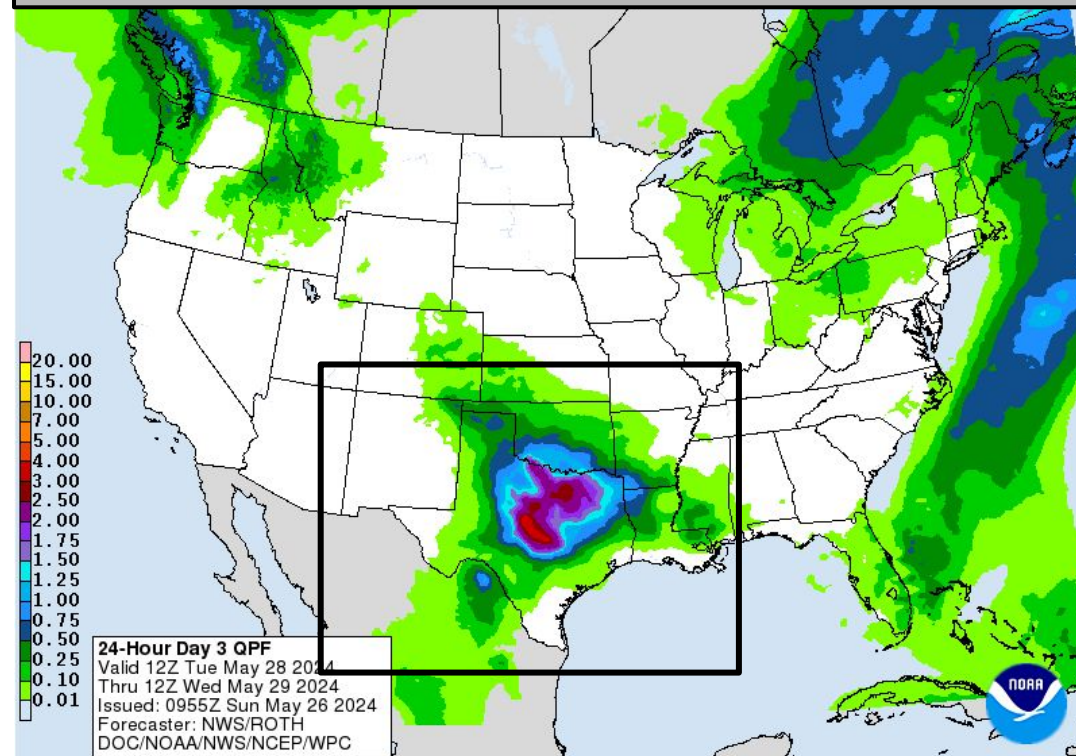 20.00
15.00
10.00
7.00
5.00
4.00
3.00
2.50
2.00
1.75
1.50
1.25
1.00
0.75
0.50
0.25
0.10
0.01
24-Hour Day 3 QPF
Valid 12Z Tue May 28 2024
Thru 12Z Wed May 29 2024
Issued: 0955Z Sun May 26 2024
Forecaster: NWS/ROTH
DOC/NOAA/NWS/NCEP/WPC
NOAA